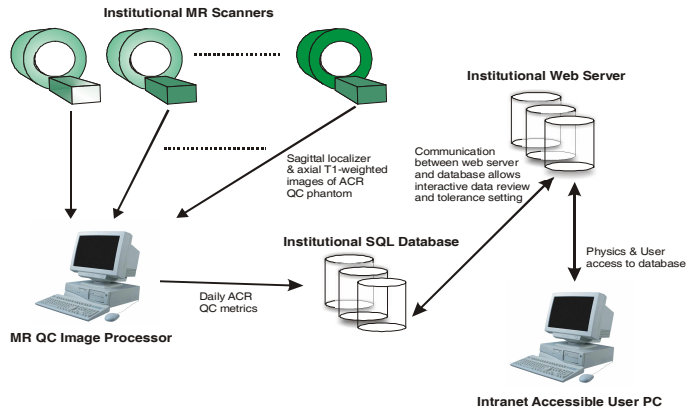 Institutional MR Scanners
Institutional Web Server
Communication
between web server
and database allows
interactive data review
and tolerance setting
Sagittal localizer
& axial T1-weighted
images of ACR
QC phantom
Institutional SQL Database
Physics & User
access to database
Daily ACR
QC metrics
MR QC Image Processor
Intranet Accessible User PC